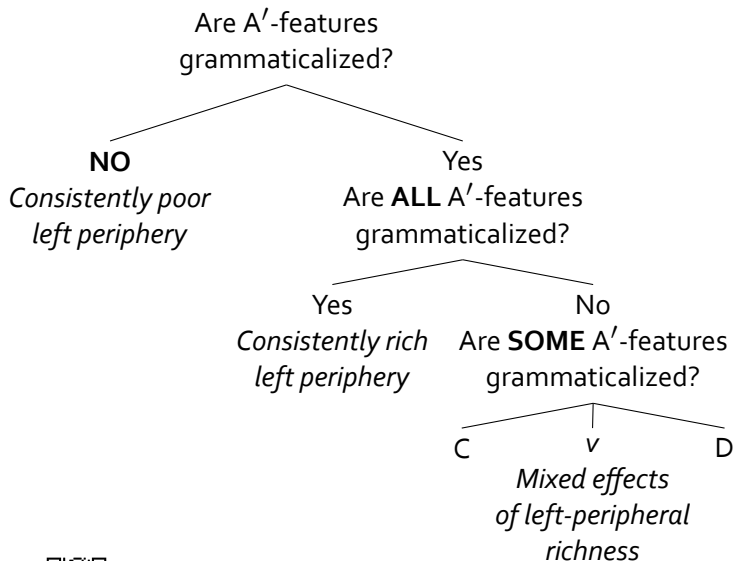 Are A′-features
grammaticalized?
NO
Consistently poor
left periphery
Yes
Are ALL A′-features
grammaticalized?
Yes
Consistently rich
left periphery
No
Are SOME A′-features
grammaticalized?
C
v
D
Mixed effects
of left-peripheral
richness